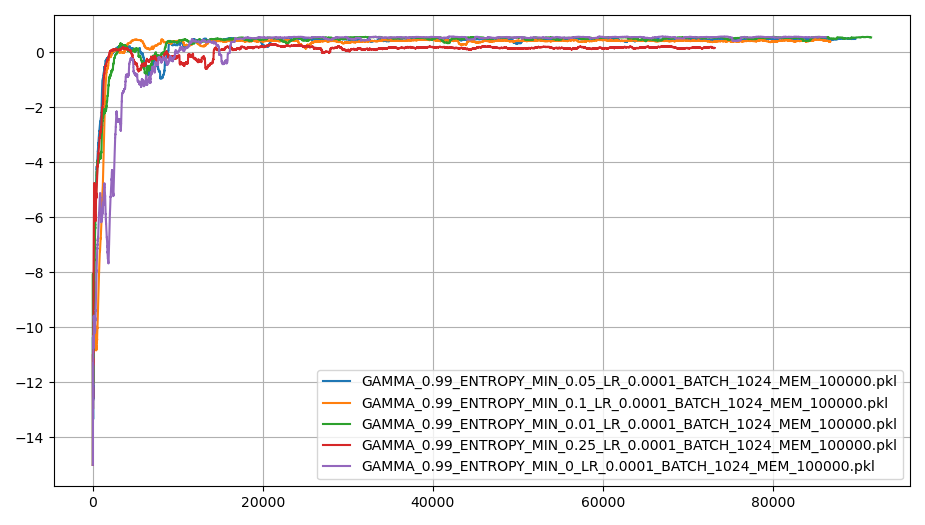 0
−2
−4
−6
−8
−10
−12
−14
GAMMA_0.99_ENTROPY_MIN_0.05_LR_0.0001_BATCH_1024_MEM_100000.pkl
GAMMA_0.99_ENTROPY_MIN_0.1_LR_0.0001_BATCH_1024_MEM_100000.pkl
GAMMA_0.99_ENTROPY_MIN_0.01_LR_0.0001_BATCH_1024_MEM_100000.pkl
GAMMA_0.99_ENTROPY_MIN_0.25_LR_0.0001_BATCH_1024_MEM_100000.pkl
GAMMA_0.99_ENTROPY_MIN_0_LR_0.0001_BATCH_1024_MEM_100000.pkl
0 20000 40000 60000 80000